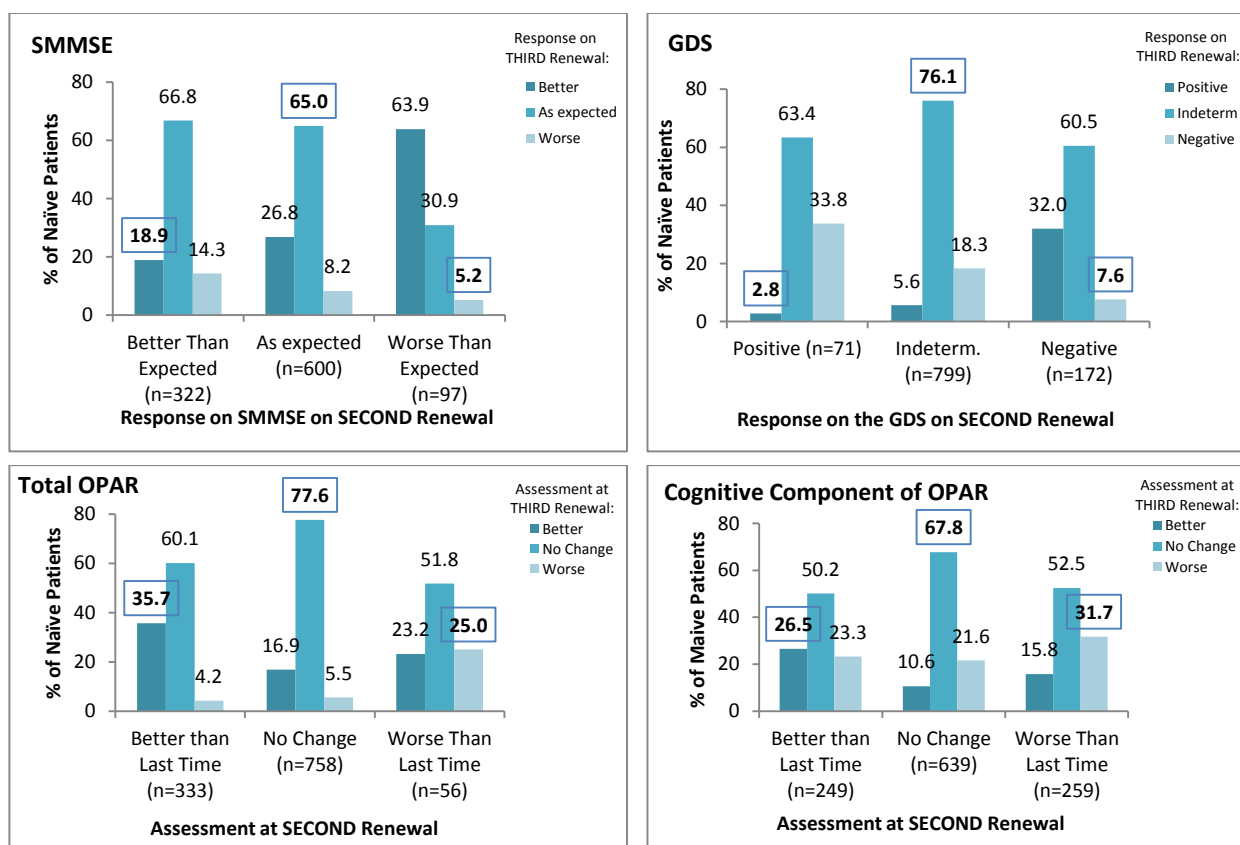 SMMSE
Response on
THIRD Renewal:
Better
As expected
Worse
% of Naïve Patients
80
60
40
20
0
18.9
66.8
14.3
26.8
65.0
8.2
63.9
30.9
5.2
Better Than
Expected
(n=322)
As expected
(n=600)
Worse Than
Expected
(n=97)
Response on SMMSE on SECOND Renewal
GDS
Response on
THIRD Renewal:
Positive
Indeterm
Negative
% of Naïve Patients
80
60
40
20
0
2.8
63.4
33.8
5.6
76.1
18.3
32.0
60.5
7.6
Positive (n=71)
Indeterm.
(n=799)
Negative
(n=172)
Response on the GDS on SECOND Renewal
Total OPAR
Assessment at
THIRD Renewal:
Better
No Change
Worse
% of Naïve Patients
80
60
40
20
0
35.7
60.1
4.2
16.9
77.6
5.5
23.2
51.8
25.0
Better than
Last Time
(n=333)
No Change
(n=758)
Worse Than
Last Time
(n=56)
Assessment at SECOND Renewal
Cognitive Component of OPAR
Assessment at
THIRD Renewal:
Better
No Change
Worse
% of Maive Patients
80
60
40
20
0
26.5
50.2
23.3
10.6
67.8
21.6
15.8
52.5
31.7
Better than
Last Time
(n=249)
No Change
(n=639)
Worse Than
Last Time
(n=259)
Assessment at SECOND Renewal